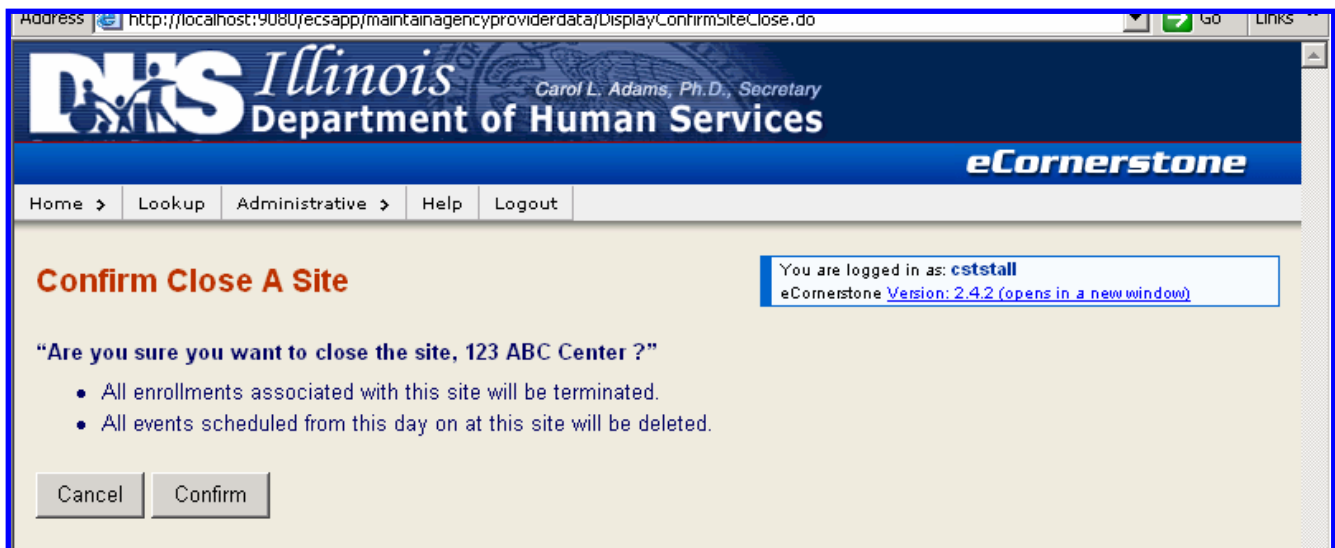 Address http://localhost:9080/ecsapp/maintainagencyproviderdata/DisplayConfirmSiteClose.do Go Links »
DHS Illinois Carol L. Adams, Ph.D., Secretary
Department of Human Services
eCornerstone
Home > Lookup Administrative > Help Logout
Confirm Close A Site
You are logged in as: cststall
eCornerstone Version: 2.4.2 (opens in a new window)
“Are you sure you want to close the site, 123 ABC Center ?”
• All enrollments associated with this site will be terminated.
• All events scheduled from this day on at this site will be deleted.
Cancel Confirm